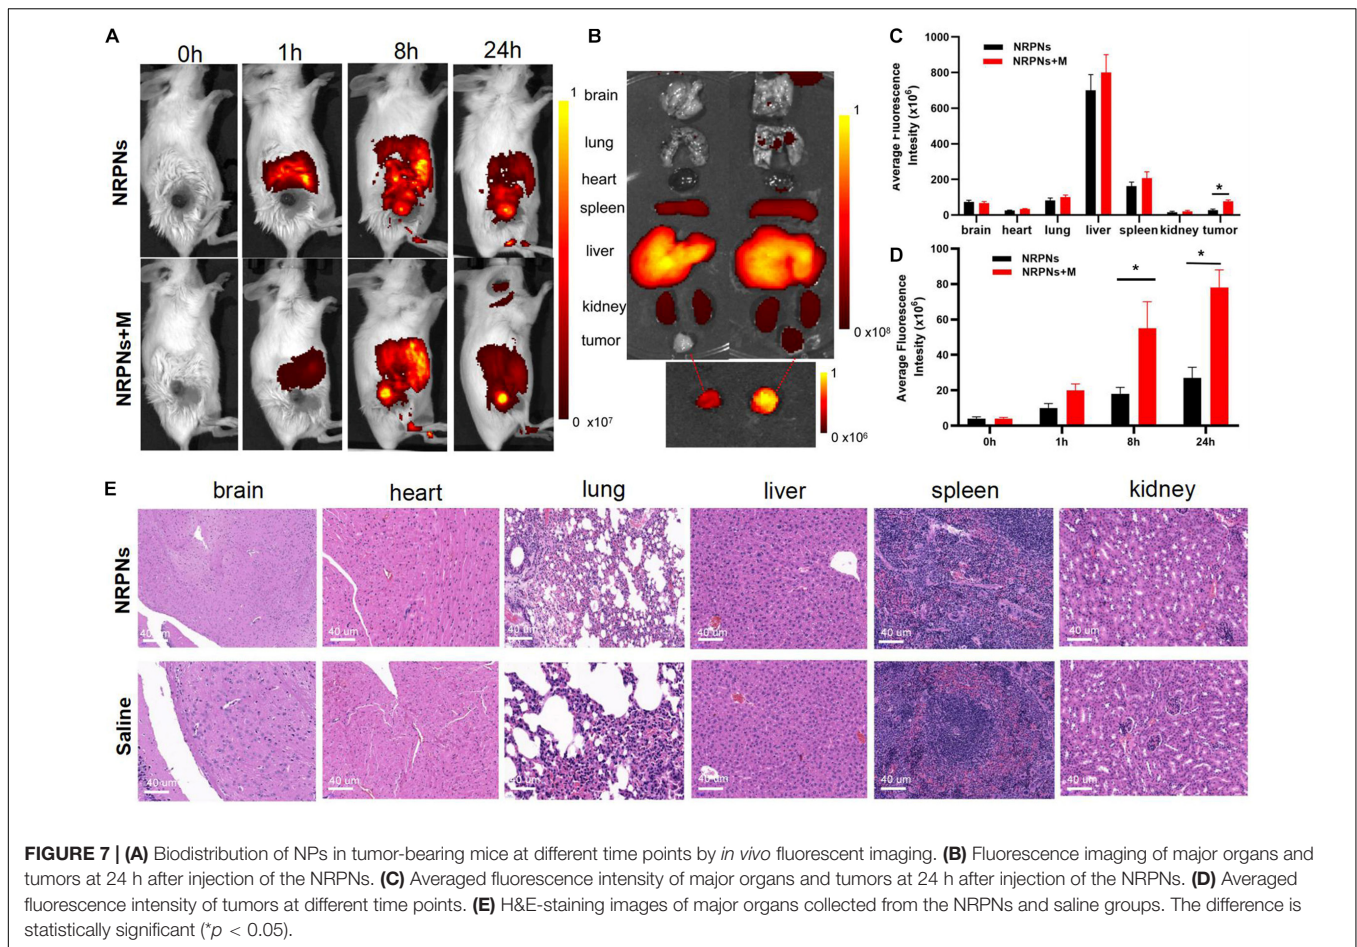 A
0h
1h
8h
24h
NRPNs
NRPNs+M
1
0 x10⁷
B
brain
lung
heart
spleen
liver
kidney
tumor
1
0 x10⁸
1
0 x10⁶
C
NRPNs
NRPNs+M
Average Fluorescence
Intesity (x10⁶)
1000
800
600
400
200
0
*
brain heart lung liver spleen kidney tumor
D
NRPNs
NRPNs+M
Average Fluorescence
Intesity (x10⁶)
100
80
60
40
20
0
* *
0h 1h 8h 24h
E
brain heart lung liver spleen kidney
NRPNs
40 um 40 um 40 um 40 um 40 um 40 um
Saline
40 um 40 um 40 um 40 um 40 um 40 um
FIGURE 7 | (A) Biodistribution of NPs in tumor-bearing mice at different time points by in vivo fluorescent imaging. (B) Fluorescence imaging of major organs and
tumors at 24 h after injection of the NRPNs. (C) Averaged fluorescence intensity of major organs and tumors at 24 h after injection of the NRPNs. (D) Averaged
fluorescence intensity of tumors at different time points. (E) H&E-staining images of major organs collected from the NRPNs and saline groups. The difference is
statistically significant (*p < 0.05).